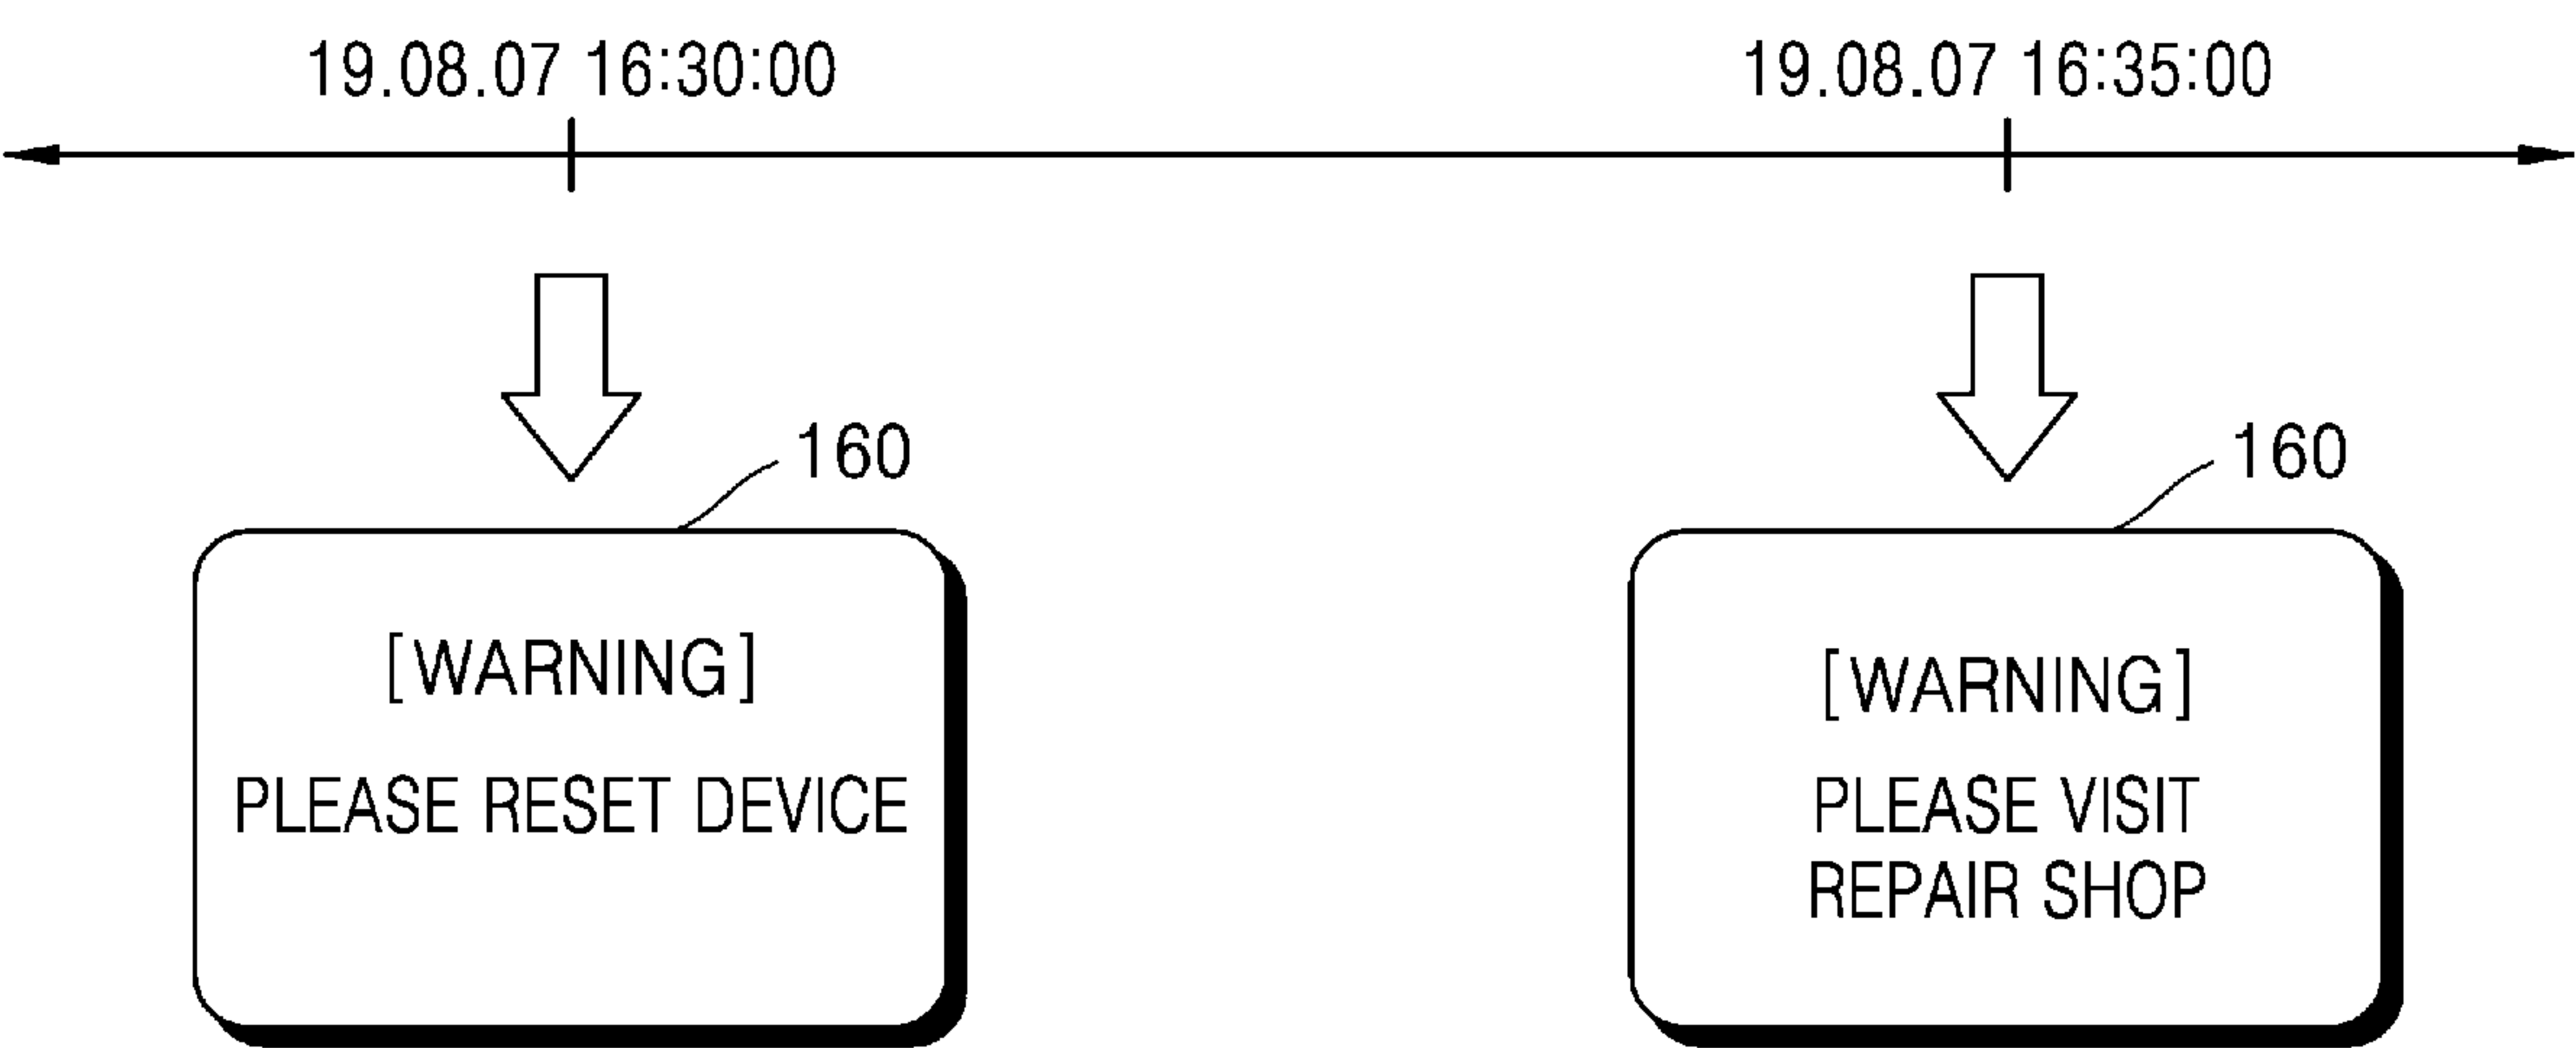 19.08.07 16:30:00
19.08.07 16:35:00
160
[WARNING]
PLEASE RESET DEVICE
160
[WARNING]
PLEASE VISIT
REPAIR SHOP